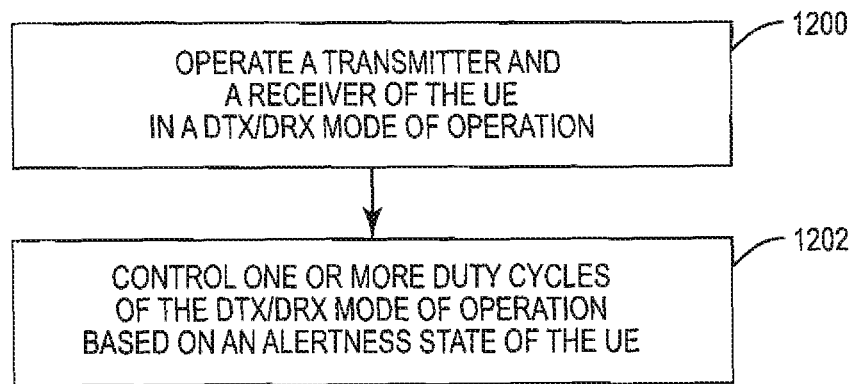 1200
OPERATE A TRANSMITTER AND
A RECEIVER OF THE UE
IN A DTX/DRX MODE OF OPERATION
1202
CONTROL ONE OR MORE DUTY CYCLES
OF THE DTX/DRX MODE OF OPERATION
BASED ON AN ALERTNESS STATE OF THE UE